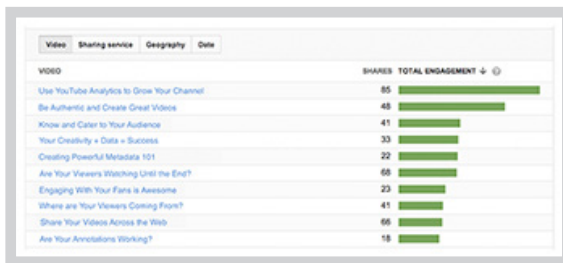 Video Sharing service Geography Date
VIDEO SHARES TOTAL ENGAGEMENT
Use YouTube Analytics to Grow Your Channel 85
Be Authentic and Create Great Videos 48
Know and Cater to Your Audience 41
Your Creativity + Data = Success 33
Creating Powerful Metadata 101 22
Are Your Viewers Watching Until the End? 68
Engaging With Your Fans is Awesome 23
Where are Your Viewers Coming From? 41
Share Your Videos Across the Web 66
Are Your Annotations Working? 18